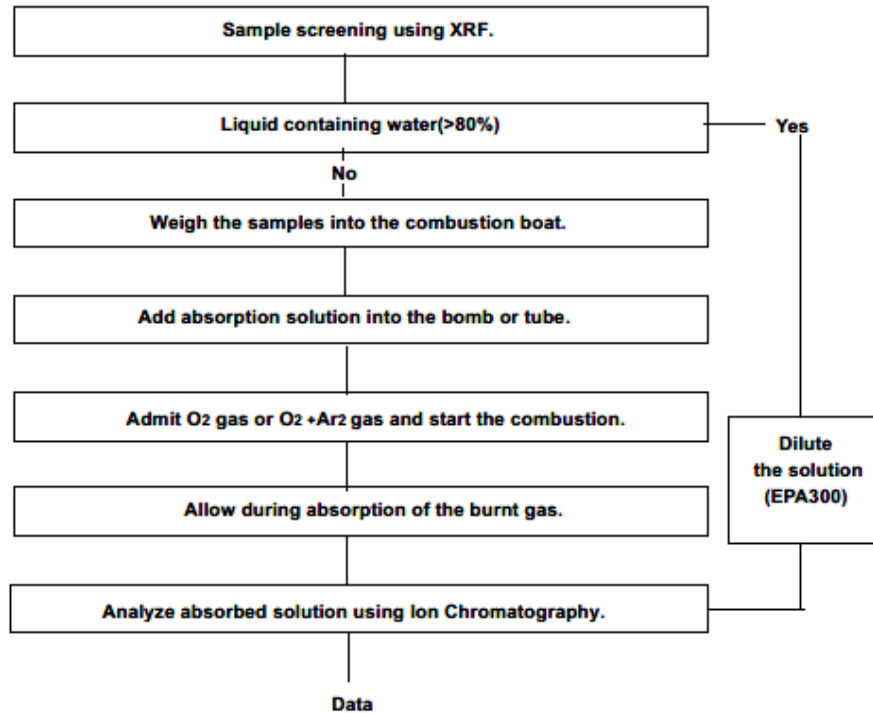 Sample screening using XRF.
Liquid containing water(>80%)
Yes
No
Weigh the samples into the combustion boat.
Add absorption solution into the bomb or tube.
Admit O2 gas or O2 +Ar2 gas and start the combustion.
Dilute
the solution
(EPA300)
Allow during absorption of the burnt gas.
Analyze absorbed solution using Ion Chromatography.
Data